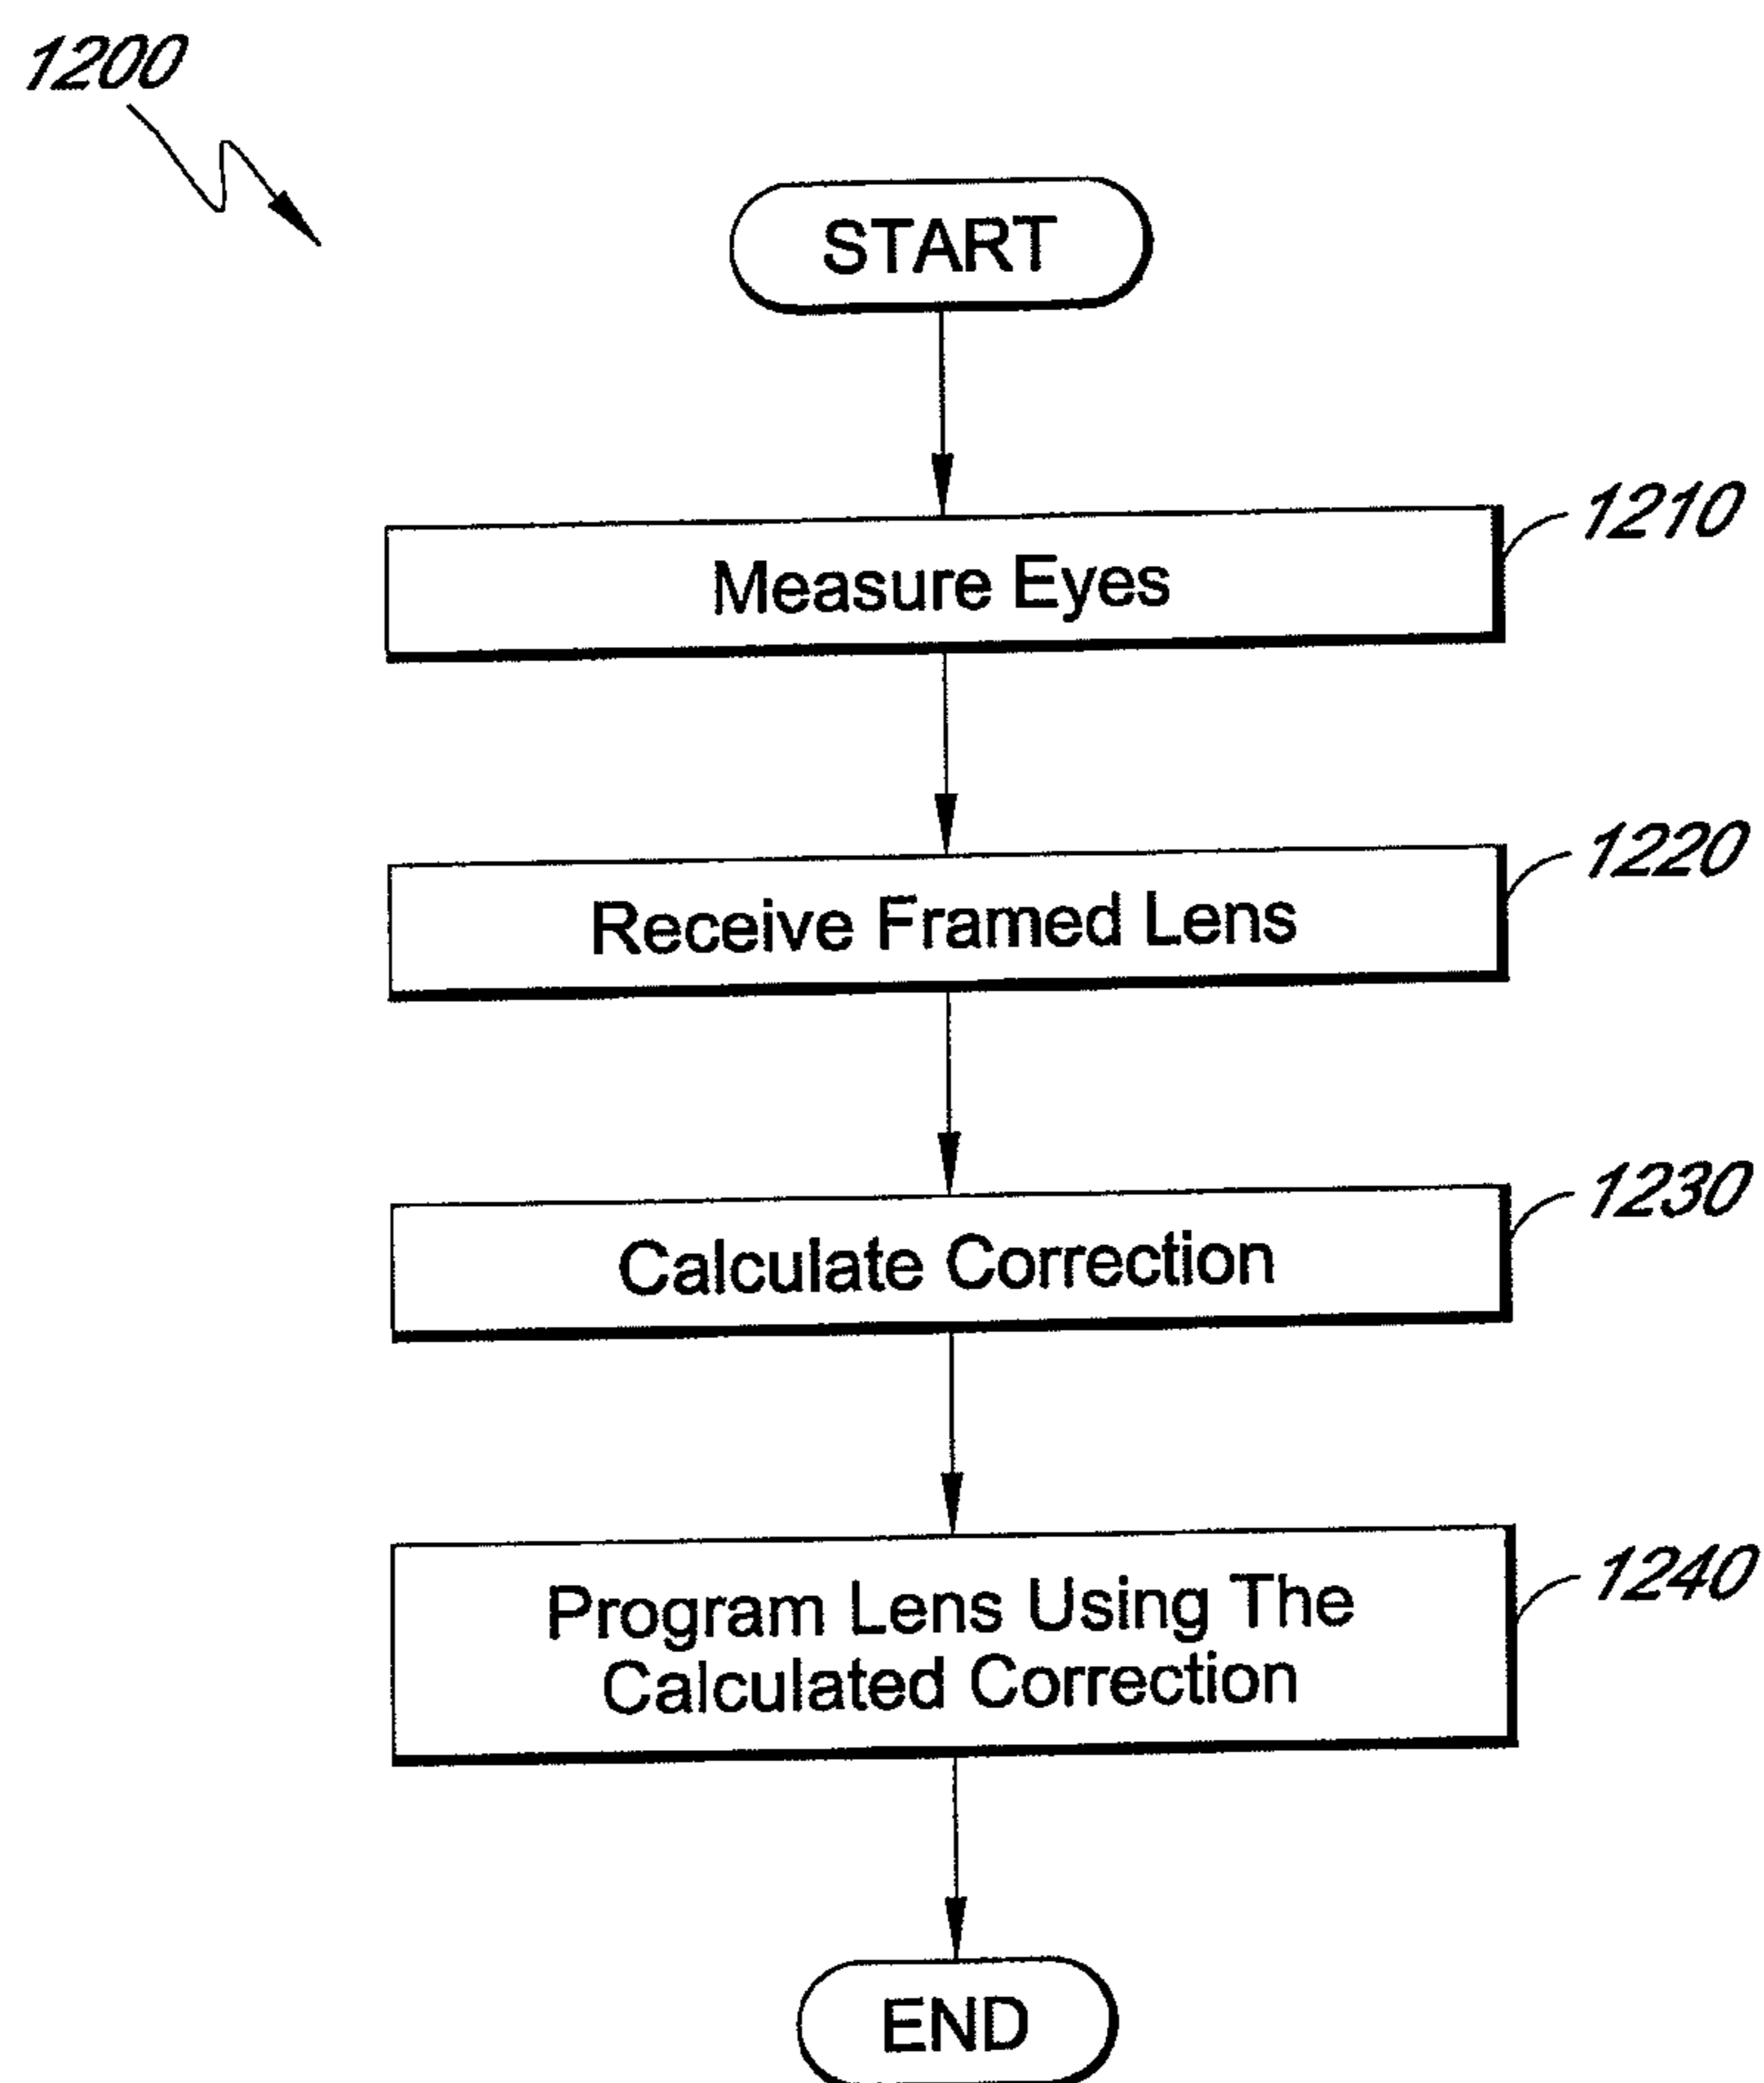 1200
START
Measure Eyes
1210
Receive Framed Lens
1220
Calculate Correction
1230
Program Lens Using The
Calculated Correction
1240
END